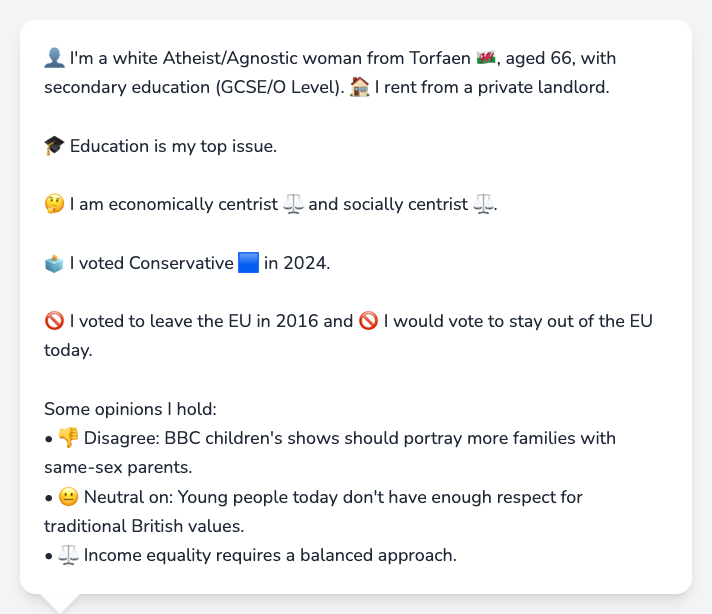 👤 I'm a white Atheist/Agnostic woman from Torfaen 🏴󠁧󠁢󠁷󠁬󠁳󠁿, aged 66, with
secondary education (GCSE/O Level). 🏠 I rent from a private landlord.
🎓 Education is my top issue.
🤔 I am economically centrist ⚖️ and socially centrist ⚖️.
🗳️ I voted Conservative 🟦 in 2024.
🚫 I voted to leave the EU in 2016 and 🚫 I would vote to stay out of the EU
today.
Some opinions I hold:
• 👎 Disagree: BBC children's shows should portray more families with
same-sex parents.
• 😐 Neutral on: Young people today don't have enough respect for
traditional British values.
• ⚖️ Income equality requires a balanced approach.